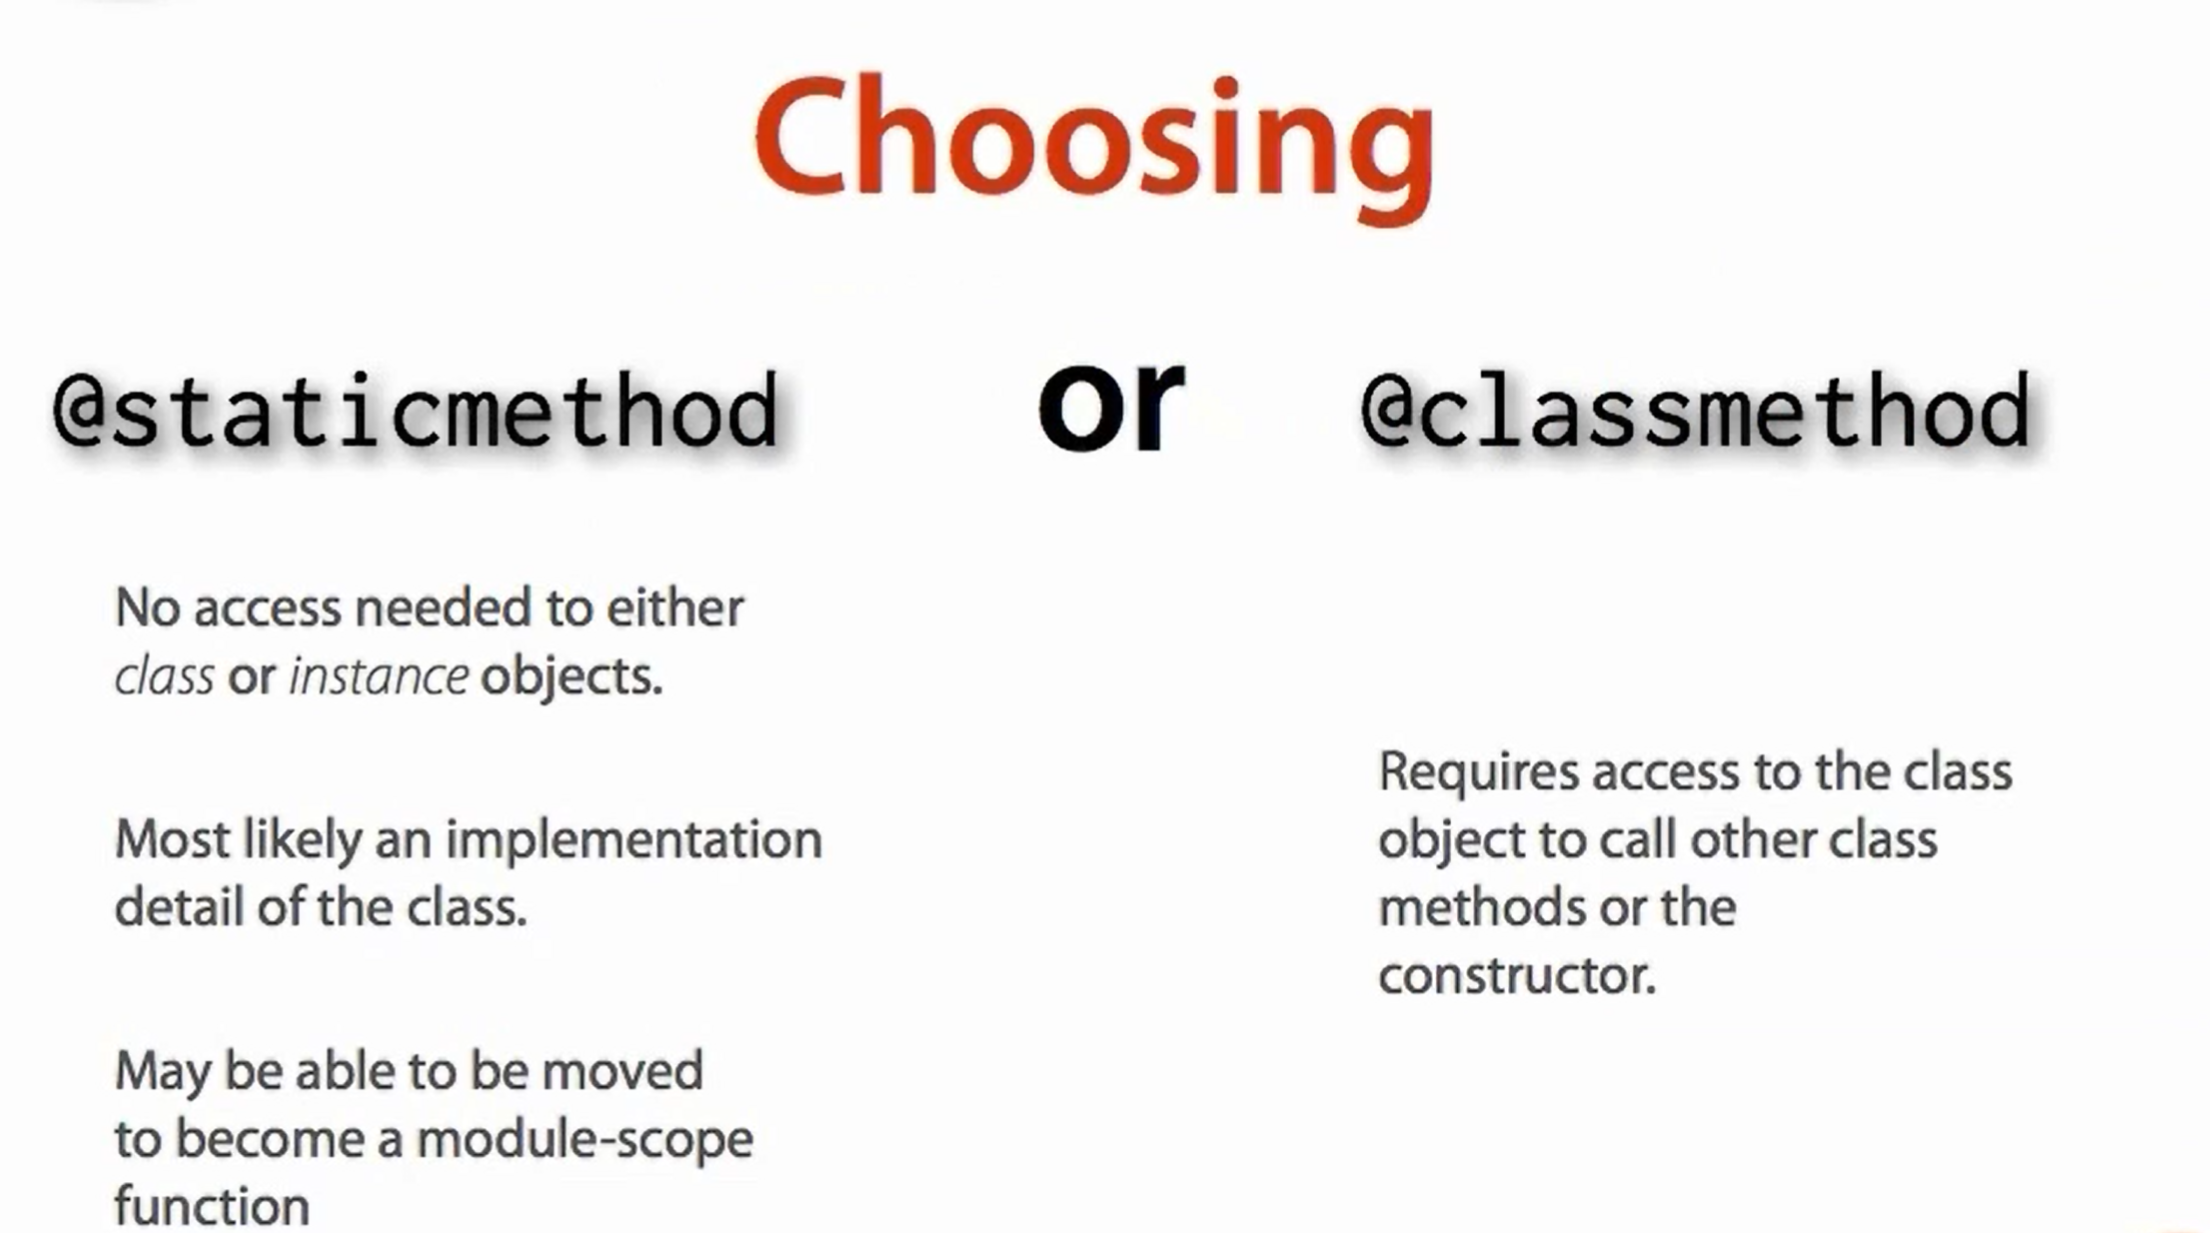 Choosing
@staticmethod or @classmethod
No access needed to either
class or instance objects.
Most likely an implementation
detail of the class.
May be able to be moved
to become a module-scope
function
Requires access to the class
object to call other class
methods or the
constructor.